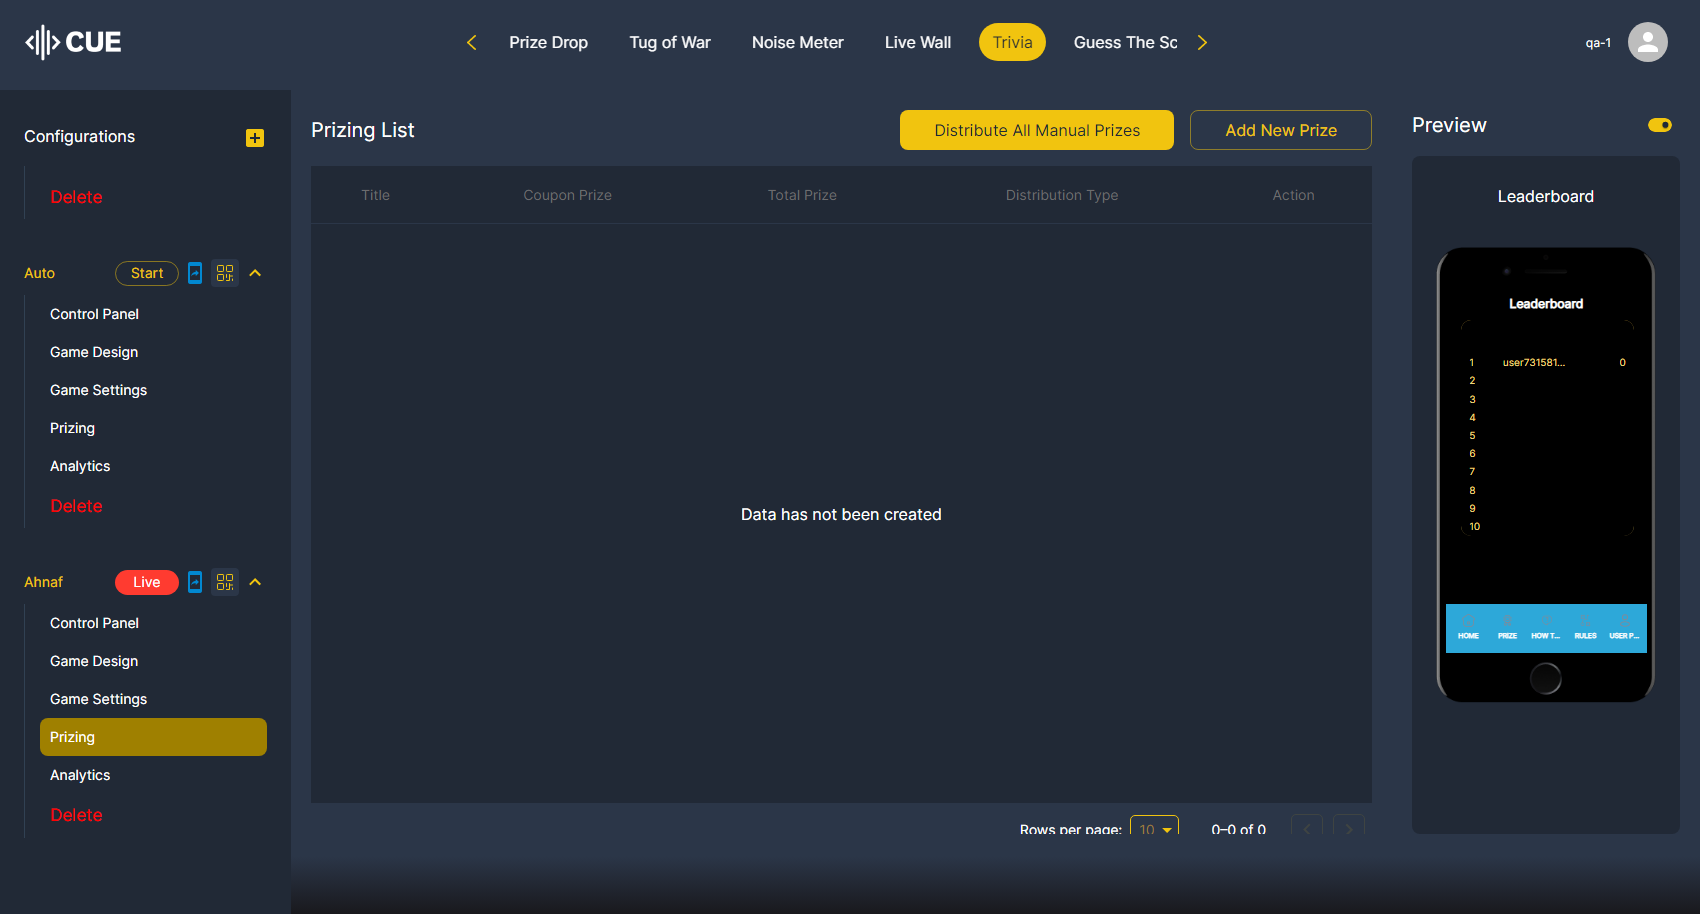 CUE
Prize Drop
Tug of War
Noise Meter
Live Wall
Trivia
Guess The Sc
qa-1
Configurations
Delete
Auto
Start
Control Panel
Game Design
Game Settings
Prizing
Analytics
Delete
Ahnaf
Live
Control Panel
Game Design
Game Settings
Prizing
Analytics
Delete
Prizing List
Distribute All Manual Prizes
Add New Prize
Title
Coupon Prize
Total Prize
Distribution Type
Action
Data has not been created
Rows per page:
10
0–0 of 0
Preview
Leaderboard
Leaderboard
1 user731581... 0
2
3
4
5
6
7
8
9
10
HOME
PRIZE
HOW T...
RULES
USER P...